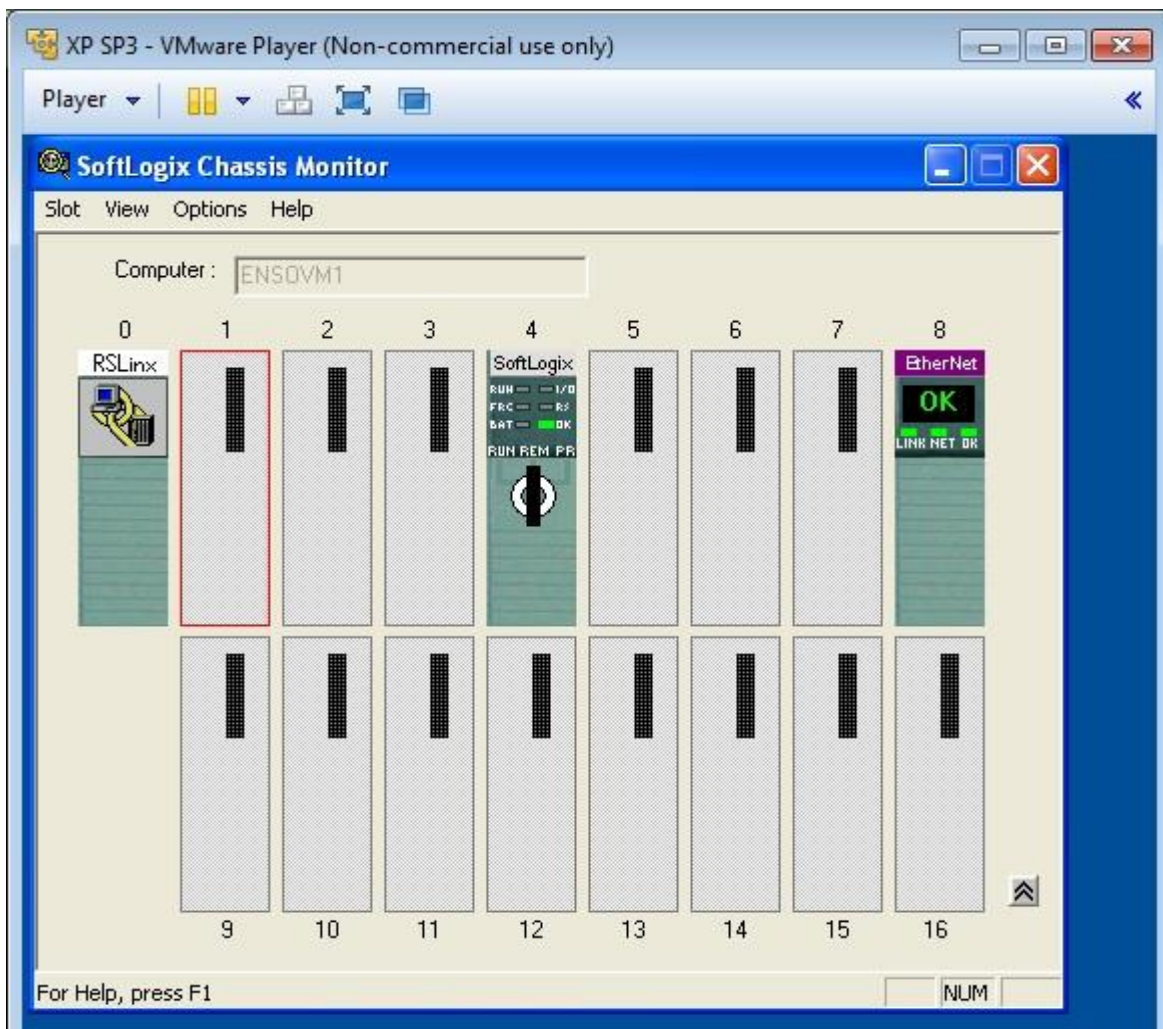 XP SP3 - VMware Player (Non-commercial use only)
Player
SoftLogix Chassis Monitor
Slot View Options Help
Computer : ENSOVM1
0 1 2 3 4 5 6 7 8
RSLinx SoftLogix EtherNet
RUN I/O
FRC RS
BAT OK
RUN REM PR
OK
LINK NET OK
9 10 11 12 13 14 15 16
For Help, press F1 NUM